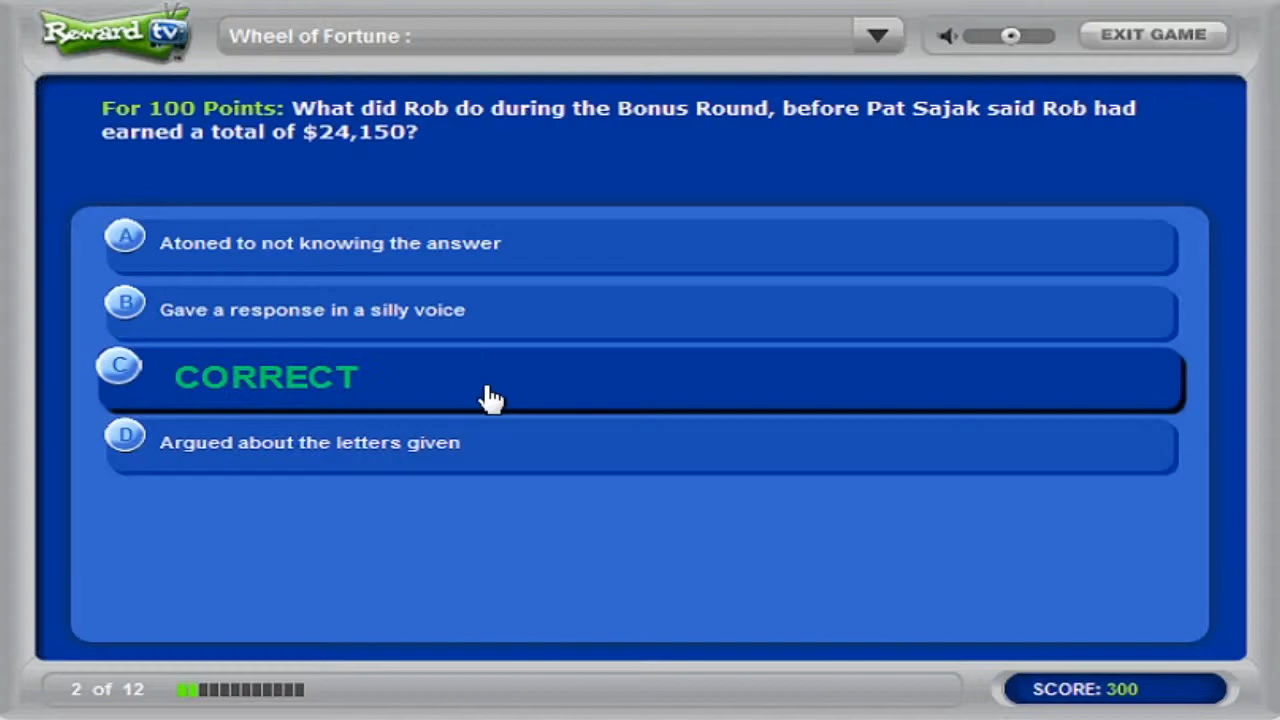 Reward tv
Wheel of Fortune :
EXIT GAME
For 100 Points: What did Rob do during the Bonus Round, before Pat Sajak said Rob had
earned a total of $24,150?
A Atoned to not knowing the answer
B Gave a response in a silly voice
C CORRECT
D Argued about the letters given
2 of 12
SCORE: 300